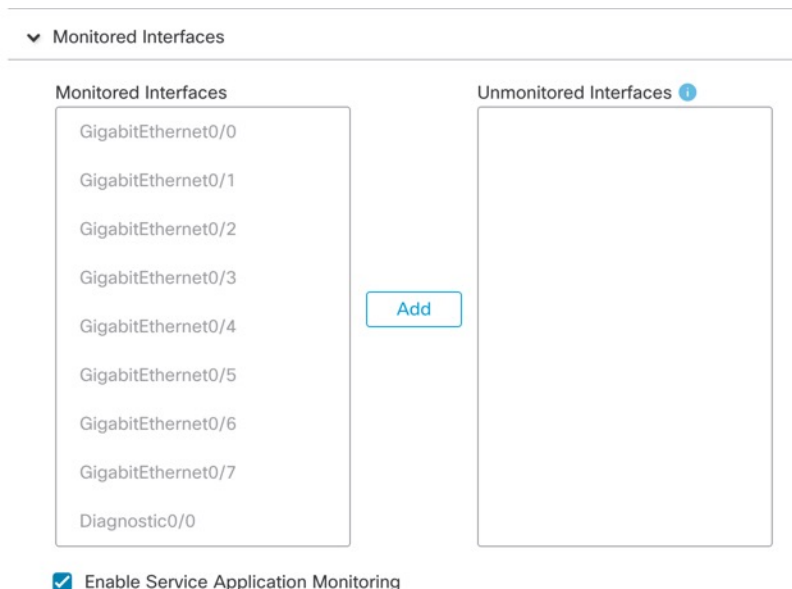 Monitored Interfaces
Monitored Interfaces
GigabitEthernet0/0
GigabitEthernet0/1
GigabitEthernet0/2
GigabitEthernet0/3
GigabitEthernet0/4
GigabitEthernet0/5
GigabitEthernet0/6
GigabitEthernet0/7
Diagnostic0/0
Add
Unmonitored Interfaces i
Enable Service Application Monitoring